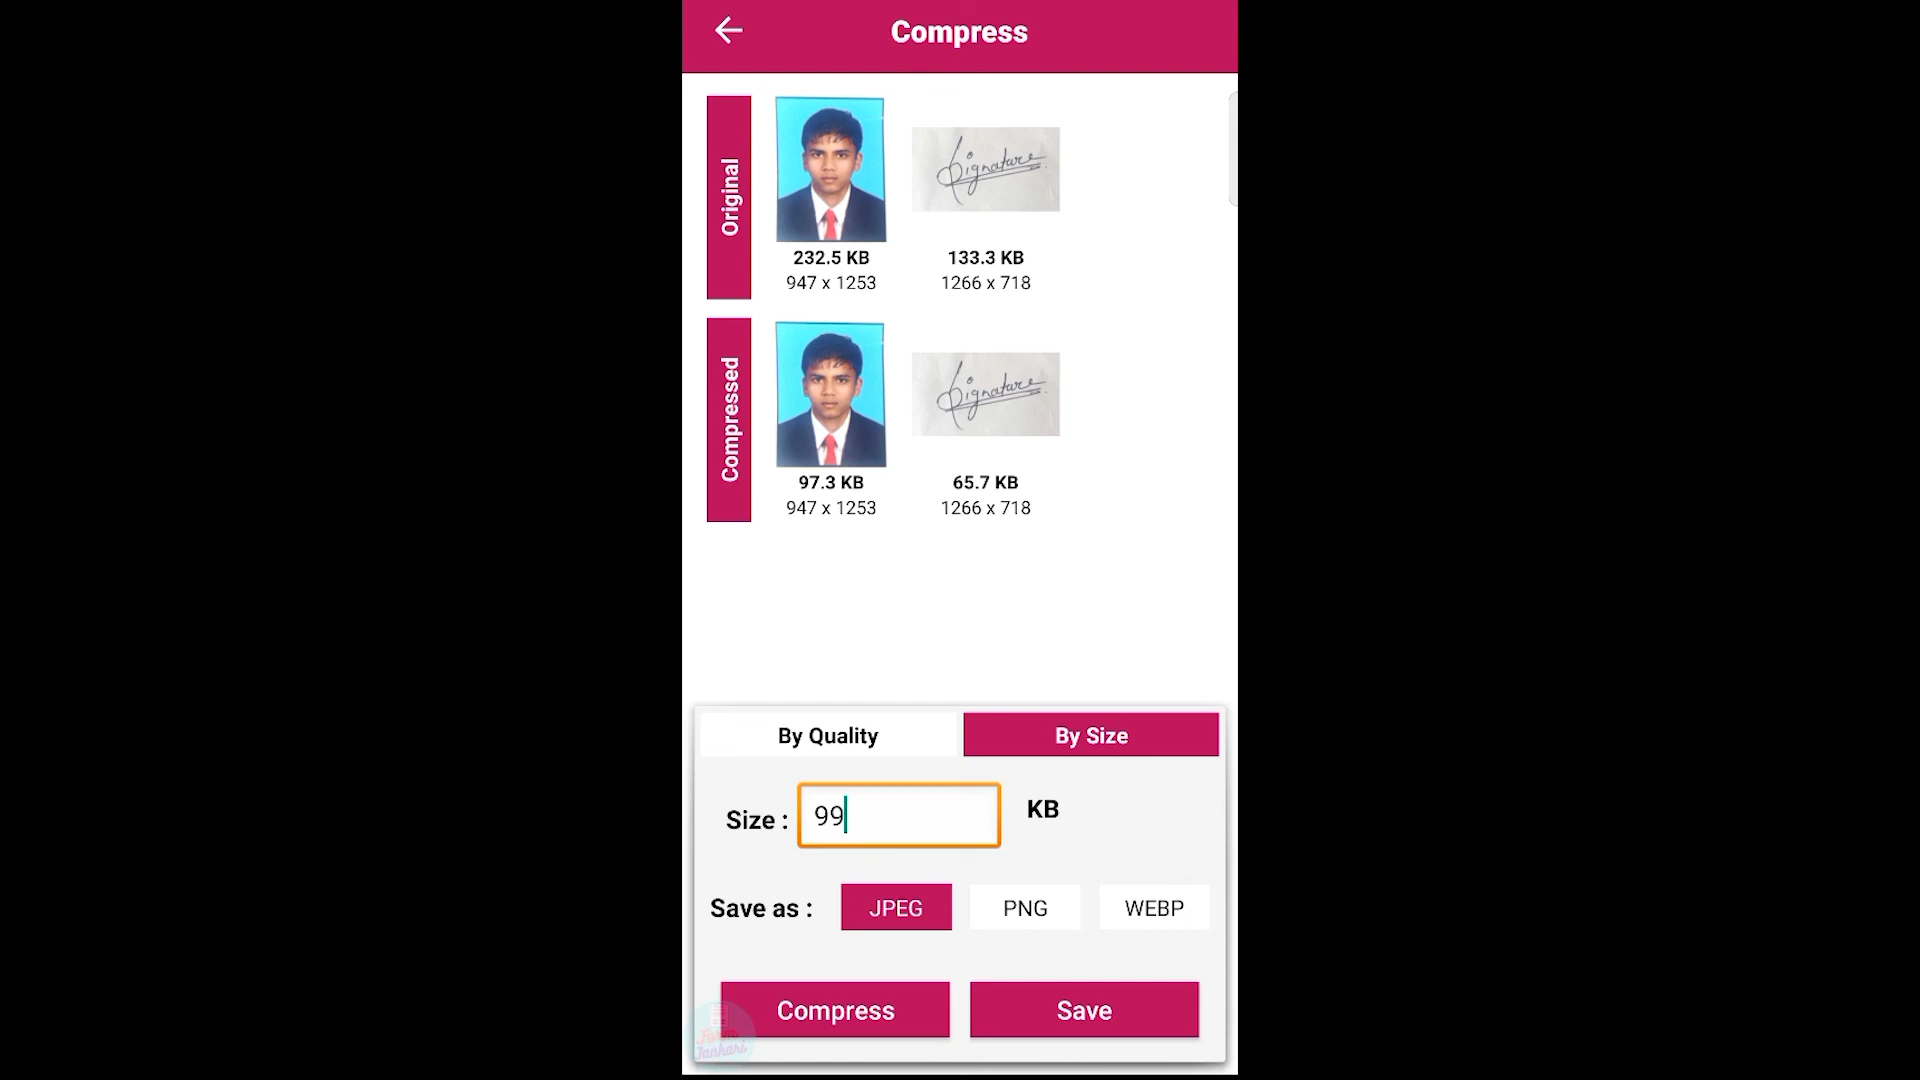 Compress
Original
Signature
232.5 KB
947 x 1253
133.3 KB
1266 x 718
Compressed
Signature
97.3 KB
947 x 1253
65.7 KB
1266 x 718
By Quality
By Size
Size :
99
KB
Save as :
JPEG
PNG
WEBP
Compress
Save
Form
Jankari